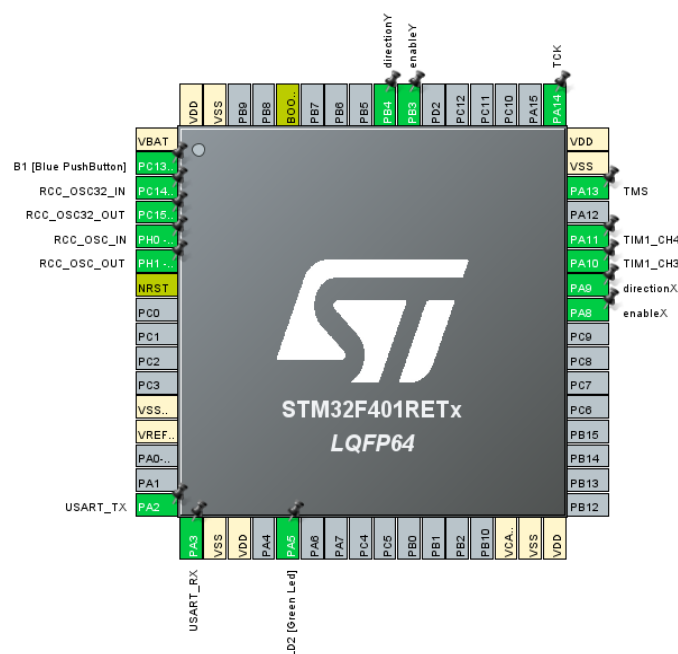 directionY
enableY
TCK
VDD
VSS
PB9
PB8
BOO..
PB7
PB6
PB5
PB4
PB3
PD2
PC12
PC11
PC10
PA15
PA14
VBAT
VDD
B1 [Blue PushButton] PC13..
VSS
RCC_OSC32_IN PC14..
PA13 TMS
RCC_OSC32_OUT PC15..
PA12
RCC_OSC_IN PH0 -..
PA11 TIM1_CH4
RCC_OSC_OUT PH1 -..
PA10 TIM1_CH3
NRST
PA9 directionX
PC0
PA8 enableX
PC1
PC9
PC2
PC8
PC3
PC7
VSS..
PC6
VREF..
PB15
PA0-..
PB14
PA1
PB13
USART_TX PA2
PB12
ST
STM32F401RETx
LQFP64
PA3
VSS
VDD
PA4
PA5
PA6
PA7
PC4
PC5
PB0
PB1
PB2
PB10
VCA..
VSS
VDD
USART_RX
LD2 [Green Led]